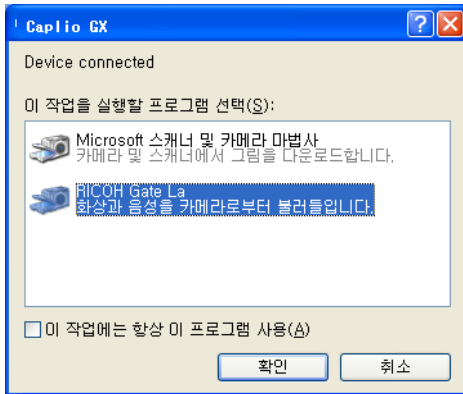 Caplio GX
Device connected
이 작업을 실행할 프로그램 선택(S):
Microsoft 스캐너 및 카메라 마법사
카메라 및 스캐너에서 그림을 다운로드합니다.
RICOH Gate La
화상과 음성을 카메라로부터 불러들입니다.
이 작업에는 항상 이 프로그램 사용(A)
확인
취소